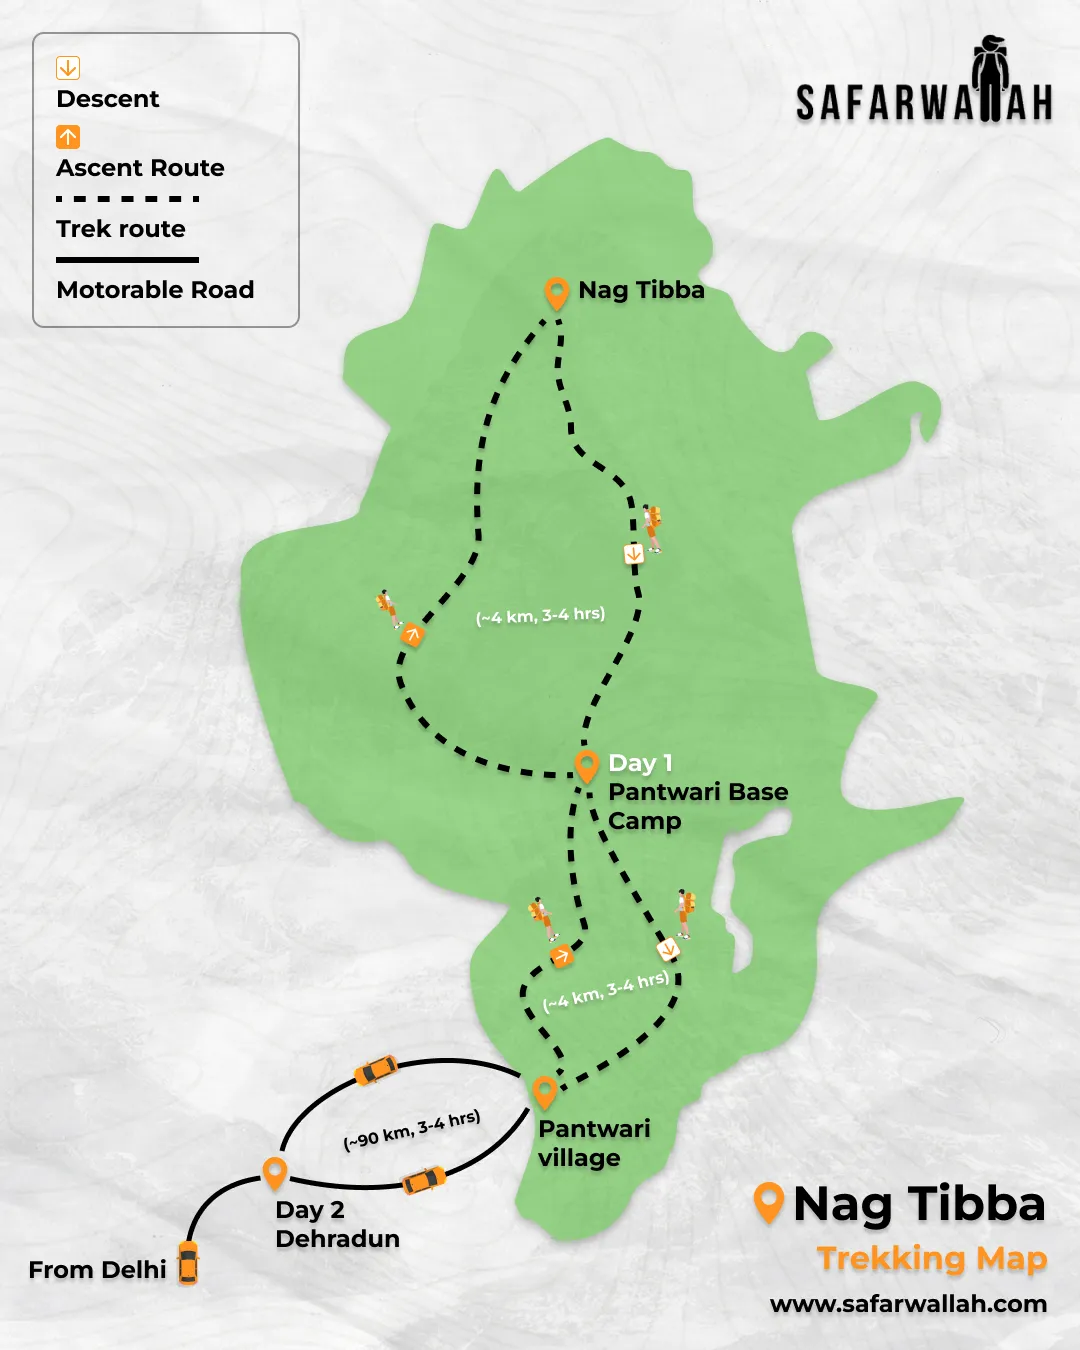 Descent
Ascent Route
Trek route
Motorable Road
SAFARWALLAH
Nag Tibba
(~4 km, 3-4 hrs)
Day 1
Pantwari Base
Camp
(~4 km, 3-4 hrs)
Pantwari
village
(~90 km, 3-4 hrs)
Day 2
Dehradun
From Delhi
Nag Tibba
Trekking Map
www.safarwallah.com